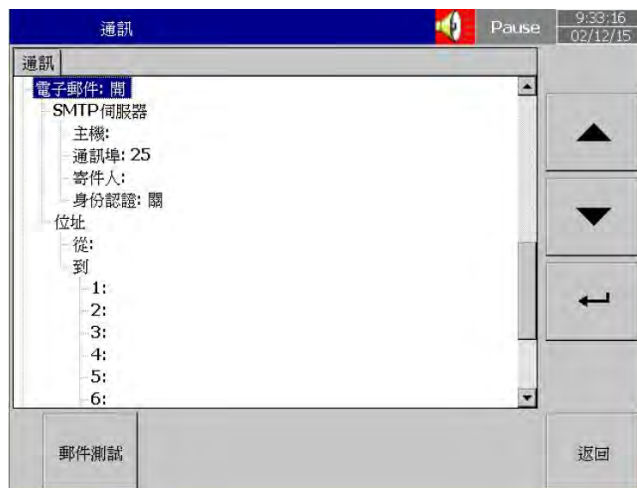 通訊
Pause
9:33:16
02/12/15
通訊
電子郵件: 開
SMTP伺服器
主機:
通訊埠: 25
寄件人:
身份認證: 關
位址
從:
到
1:
2:
3:
4:
5:
6:
郵件測試
返回